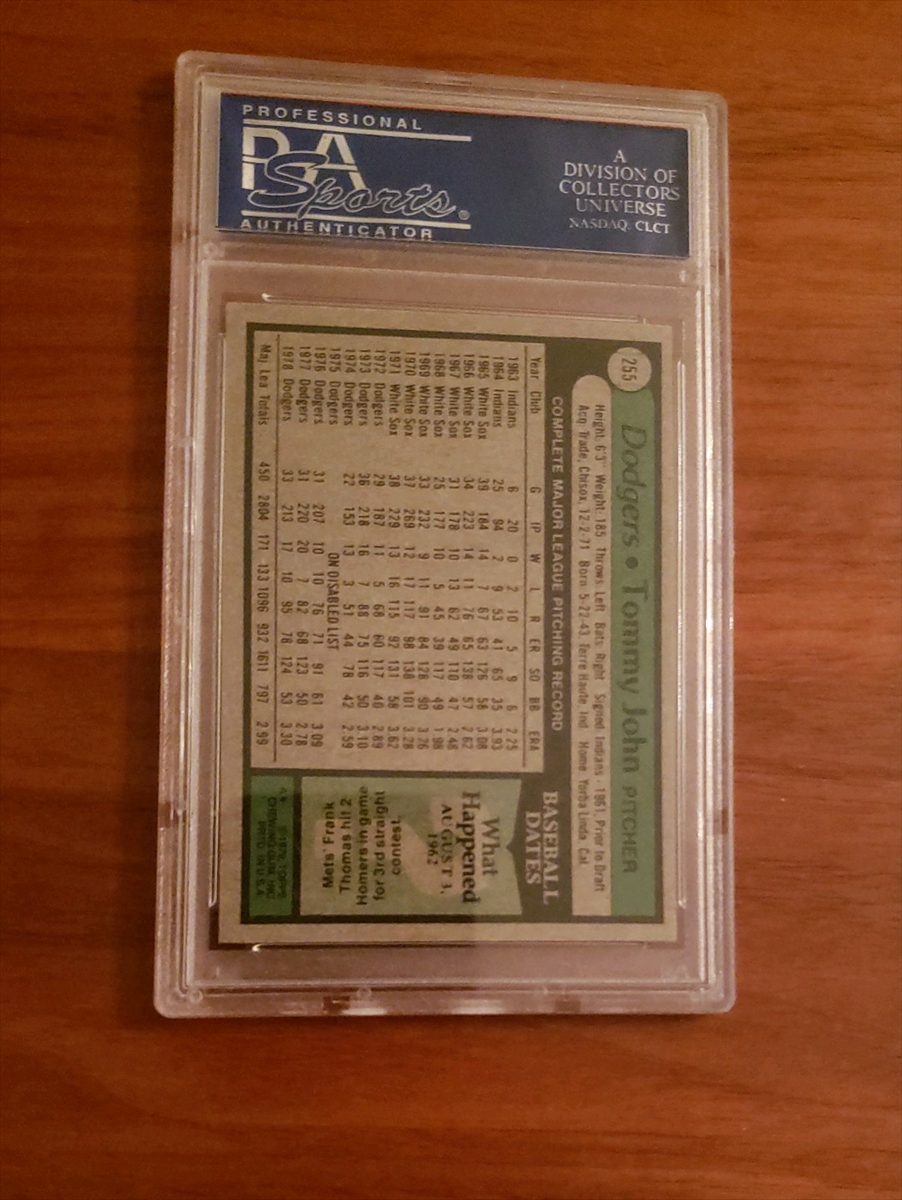 PROFESSIONAL
PSA
Sports®
AUTHENTICATOR
A
DIVISION OF
COLLECTORS
UNIVERSE
NASDAQ: CLCT
255
Dodgers • Tommy John PITCHER
Height: 6'3" Weight: 185 Throws: Left Bats: Right Signed: Indians - 1961, Prior to Draft
Acq: Trade, Chisox, 12-2-71 Born: 5-22-43, Terre Haute, Ind. Home: Yorba Linda, Cal.
COMPLETE MAJOR LEAGUE PITCHING RECORD
Year Club G IP W L R ER SO BB ERA
1963 Indians 6 20 0 2 10 5 9 6 2.25
1964 Indians 25 94 2 9 53 41 65 35 3.93
1965 White Sox 39 184 14 7 67 63 126 58 3.08
1966 White Sox 34 223 14 11 76 65 138 57 2.62
1967 White Sox 31 178 10 13 62 49 110 47 2.48
1968 White Sox 25 177 10 5 45 39 117 49 1.98
1969 White Sox 33 232 9 11 91 84 128 90 3.26
1970 White Sox 37 269 12 17 117 98 138 101 3.28
1971 White Sox 38 229 13 16 115 92 131 58 3.62
1972 Dodgers 29 187 11 5 68 60 117 40 2.89
1973 Dodgers 36 218 16 7 88 75 116 50 3.10
1974 Dodgers 22 153 13 3 51 44 78 42 2.59
1975 Dodgers ON DISABLED LIST
1976 Dodgers 31 207 10 10 76 71 91 61 3.09
1977 Dodgers 31 220 20 7 82 68 123 50 2.78
1978 Dodgers 33 213 17 10 95 78 124 53 3.30
Maj. Lea. Totals 450 2804 171 133 1096 932 1611 797 2.99
BASEBALL
DATES
What
Happened
AUGUST 3,
1962
Mets' Frank
Thomas hit 2
Homers in game
for 3rd straight
contest.
© 1979, TOPPS
CHEWING GUM, INC.
PRTD. IN U.S.A.